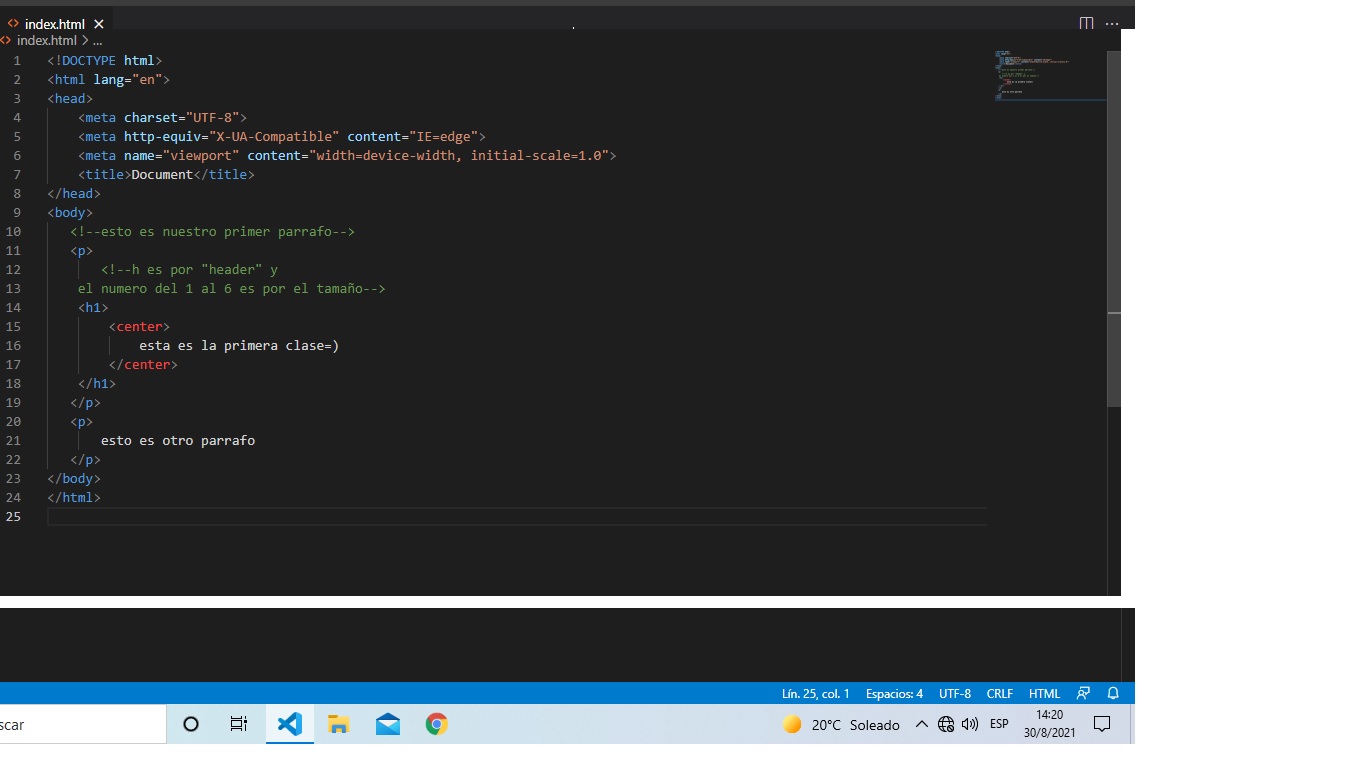 index.html
index.html > ...
1 <!DOCTYPE html>
2 <html lang="en">
3 <head>
4     <meta charset="UTF-8">
5     <meta http-equiv="X-UA-Compatible" content="IE=edge">
6     <meta name="viewport" content="width=device-width, initial-scale=1.0">
7     <title>Document</title>
8 </head>
9 <body>
10    <!--esto es nuestro primer parrafo-->
11    <p>
12        <!--h es por "header" y
13     el numero del 1 al 6 es por el tamaño-->
14     <h1>
15         <center>
16             esta es la primera clase=)
17         </center>
18     </h1>
19    </p>
20    <p>
21        esto es otro parrafo
22    </p>
23 </body>
24 </html>
25
Lín. 25, col. 1 Espacios: 4 UTF-8 CRLF HTML
scar 20°C Soleado ESP 14:20
30/8/2021